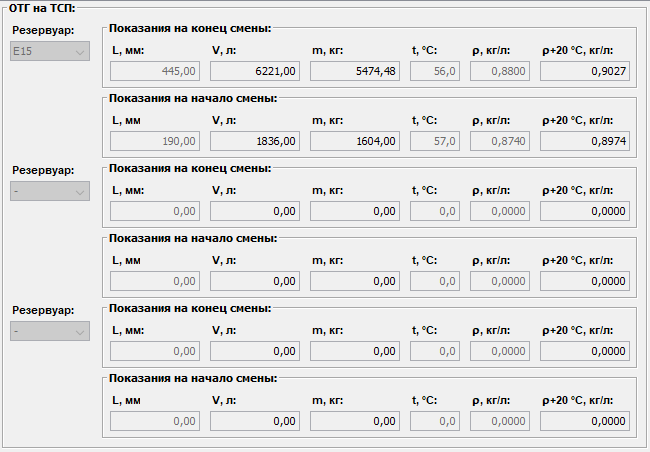 ОТГ на ТСП:
Резервуар:
E15
Показания на конец смены:
L, мм: V, л: m, кг: t, °C: ρ, кг/л: ρ+20 °C, кг/л:
445,00 6221,00 5474,48 56,0 0,8800 0,9027
Показания на начало смены:
L, мм V, л: m, кг: t, °C: ρ, кг/л: ρ+20 °C, кг/л:
190,00 1836,00 1604,00 57,0 0,8740 0,8974
Резервуар:
-
Показания на конец смены:
L, мм: V, л: m, кг: t, °C: ρ, кг/л: ρ+20 °C, кг/л:
0,00 0,00 0,00 0,0 0,0000 0,0000
Показания на начало смены:
L, мм V, л: m, кг: t, °C: ρ, кг/л: ρ+20 °C, кг/л:
0,00 0,00 0,00 0,0 0,0000 0,0000
Резервуар:
-
Показания на конец смены:
L, мм: V, л: m, кг: t, °C: ρ, кг/л: ρ+20 °C, кг/л:
0,00 0,00 0,00 0,0 0,0000 0,0000
Показания на начало смены:
L, мм V, л: m, кг: t, °C: ρ, кг/л: ρ+20 °C, кг/л:
0,00 0,00 0,00 0,0 0,0000 0,0000